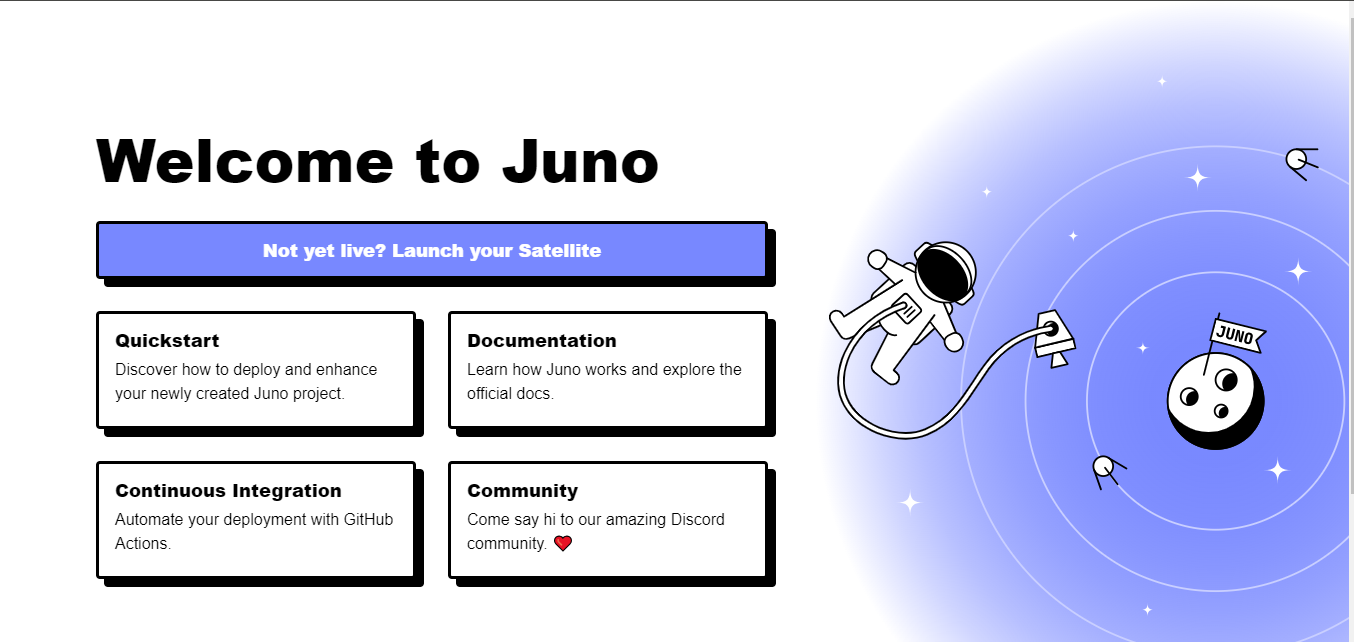 Welcome to Juno
Not yet live? Launch your Satellite
Quickstart
Discover how to deploy and enhance
your newly created Juno project.
Documentation
Learn how Juno works and explore the
official docs.
Continuous Integration
Automate your deployment with GitHub
Actions.
Community
Come say hi to our amazing Discord
community. ❤️
JUNO